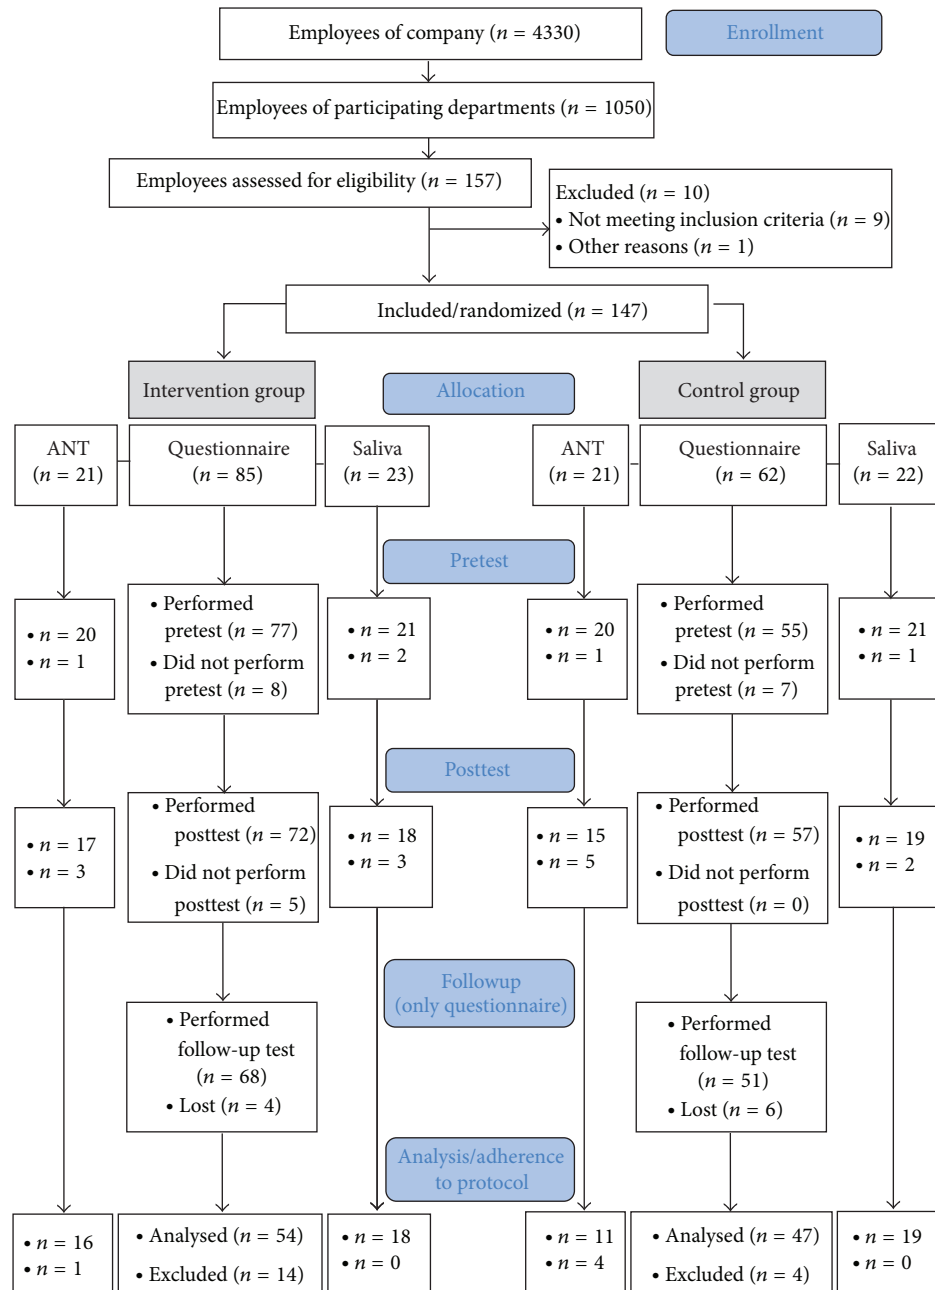 Employees of company (n = 4330)
Enrollment
Employees of participating departments (n = 1050)
Employees assessed for eligibility (n = 157)
Excluded (n = 10)
• Not meeting inclusion criteria (n = 9)
• Other reasons (n = 1)
Included/randomized (n = 147)
Intervention group
Allocation
Control group
ANT
(n = 21)
Questionnaire
(n = 85)
Saliva
(n = 23)
ANT
(n = 21)
Questionnaire
(n = 62)
Saliva
(n = 22)
Pretest
• n = 20
• n = 1
• Performed
pretest (n = 77)
• Did not perform
pretest (n = 8)
• n = 21
• n = 2
• n = 20
• n = 1
• Performed
pretest (n = 55)
• Did not perform
pretest (n = 7)
• n = 21
• n = 1
Posttest
• n = 17
• n = 3
• Performed
posttest (n = 72)
• Did not perform
posttest (n = 5)
• n = 18
• n = 3
• n = 15
• n = 5
• Performed
posttest (n = 57)
• Did not perform
posttest (n = 0)
• n = 19
• n = 2
Followup
(only questionnaire)
• Performed
follow-up test
(n = 68)
• Lost (n = 4)
• Performed
follow-up test
(n = 51)
• Lost (n = 6)
Analysis/adherence
to protocol
• n = 16
• n = 1
• Analysed (n = 54)
• Excluded (n = 14)
• n = 18
• n = 0
• n = 11
• n = 4
• Analysed (n = 47)
• Excluded (n = 4)
• n = 19
• n = 0